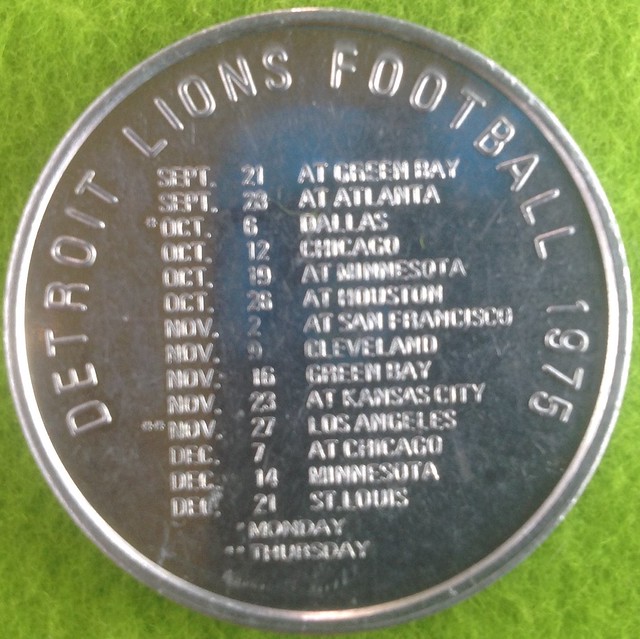 DETROIT LIONS FOOTBALL 1975
SEPT. 21 AT GREEN BAY
SEPT. 28 AT ATLANTA
*OCT. 6 DALLAS
OCT. 12 CHICAGO
OCT. 19 AT MINNESOTA
OCT. 26 AT HOUSTON
NOV. 2 AT SAN FRANCISCO
NOV. 9 CLEVELAND
NOV. 16 GREEN BAY
NOV. 23 AT KANSAS CITY
**NOV. 27 LOS ANGELES
DEC. 7 AT CHICAGO
DEC. 14 MINNESOTA
DEC. 21 ST.LOUIS
*MONDAY
**THURSDAY